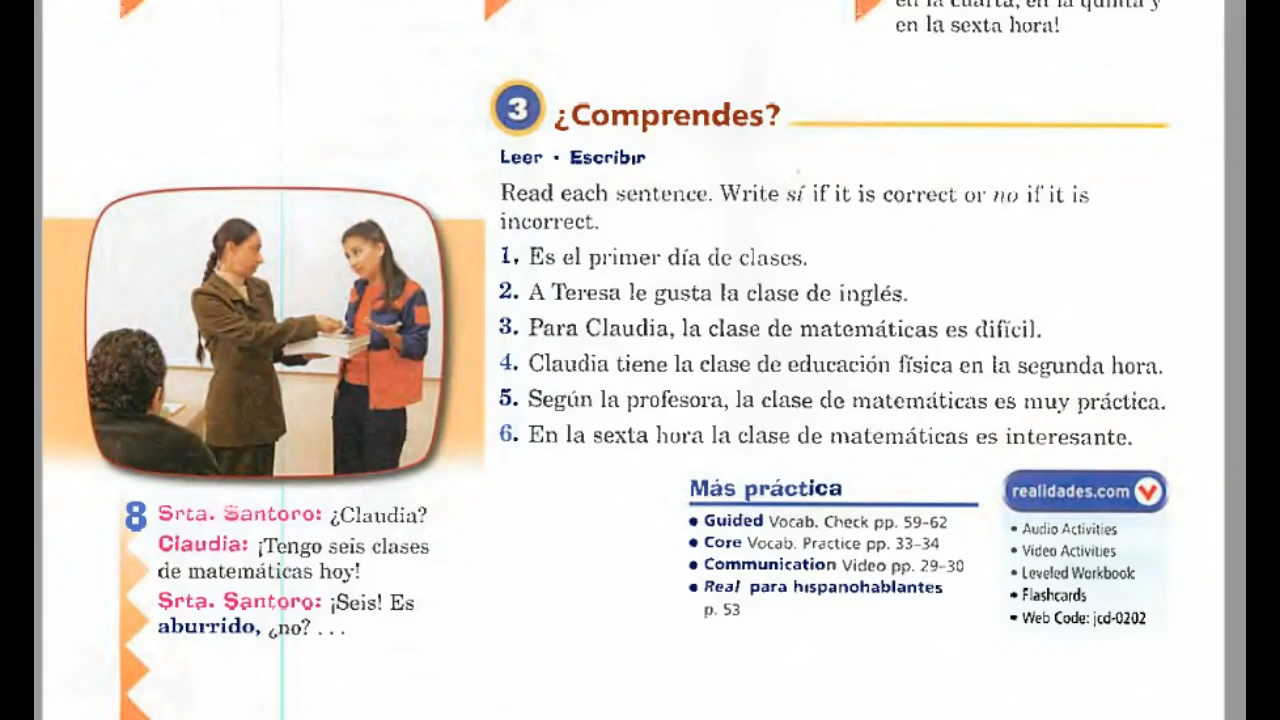 en la cuarta, en la quinta y
en la sexta hora!
3 ¿Comprendes?
Leer • Escribir
Read each sentence. Write sí if it is correct or no if it is
incorrect.
1. Es el primer día de clases.
2. A Teresa le gusta la clase de inglés.
3. Para Claudia, la clase de matemáticas es difícil.
4. Claudia tiene la clase de educación física en la segunda hora.
5. Según la profesora, la clase de matemáticas es muy práctica.
6. En la sexta hora la clase de matemáticas es interesante.
8 Srta. Santoro: ¿Claudia?
Claudia: ¡Tengo seis clases
de matemáticas hoy!
Srta. Santoro: ¡Seis! Es
aburrido, ¿no? . . .
Más práctica
• Guided Vocab. Check pp. 59-62
• Core Vocab. Practice pp. 33-34
• Communication Video pp. 29-30
• Real para hispanohablantes
p. 53
realidades.com
• Audio Activities
• Video Activities
• Leveled Workbook
• Flashcards
• Web Code: jcd-0202